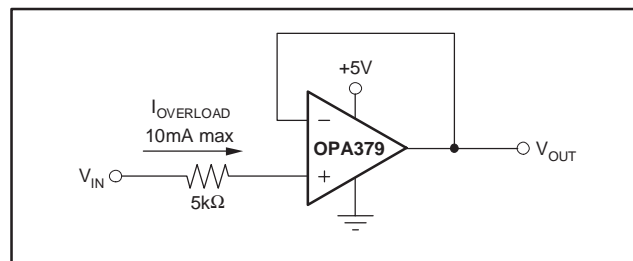 +5V
I_OVERLOAD
10mA max
−
OPA379
V_OUT
V_IN
+
5kΩ